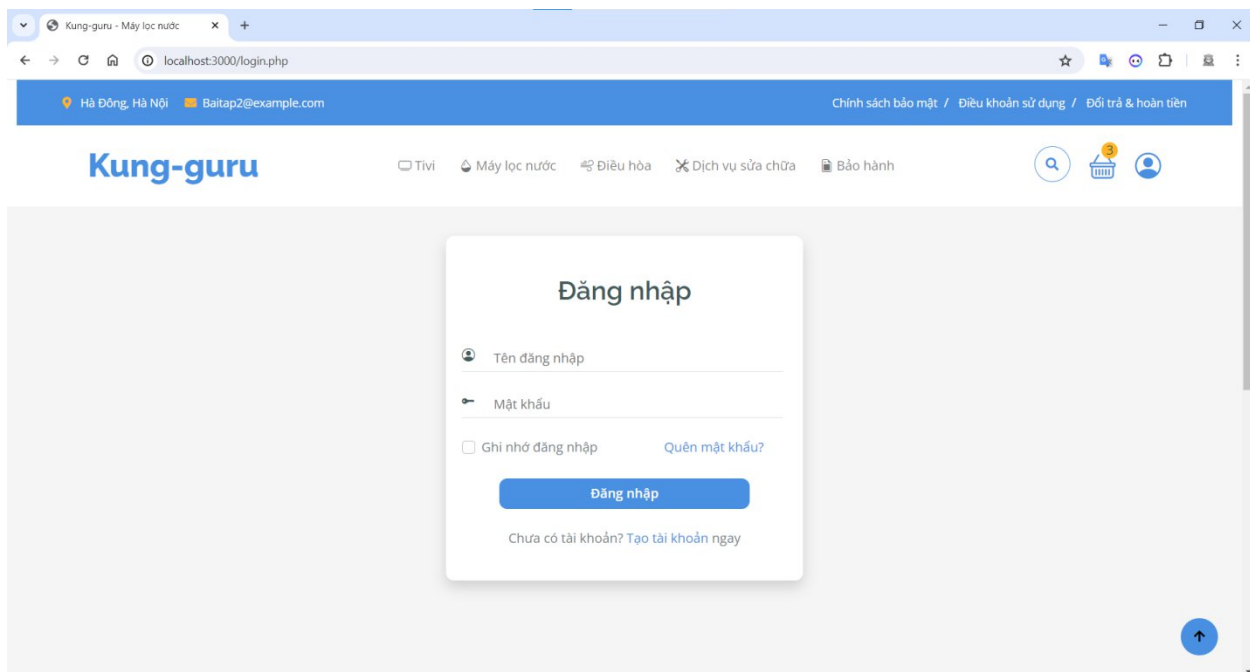 Kung-guru - Máy lọc nước
localhost:3000/login.php
Hà Đông, Hà Nội Baitap2@example.com Chính sách bảo mật / Điều khoản sử dụng / Đổi trả & hoàn tiền
Kung-guru Tivi Máy lọc nước Điều hòa Dịch vụ sửa chữa Bảo hành 3
Đăng nhập
Tên đăng nhập
Mật khẩu
Ghi nhớ đăng nhập Quên mật khẩu?
Đăng nhập
Chưa có tài khoản? Tạo tài khoản ngay